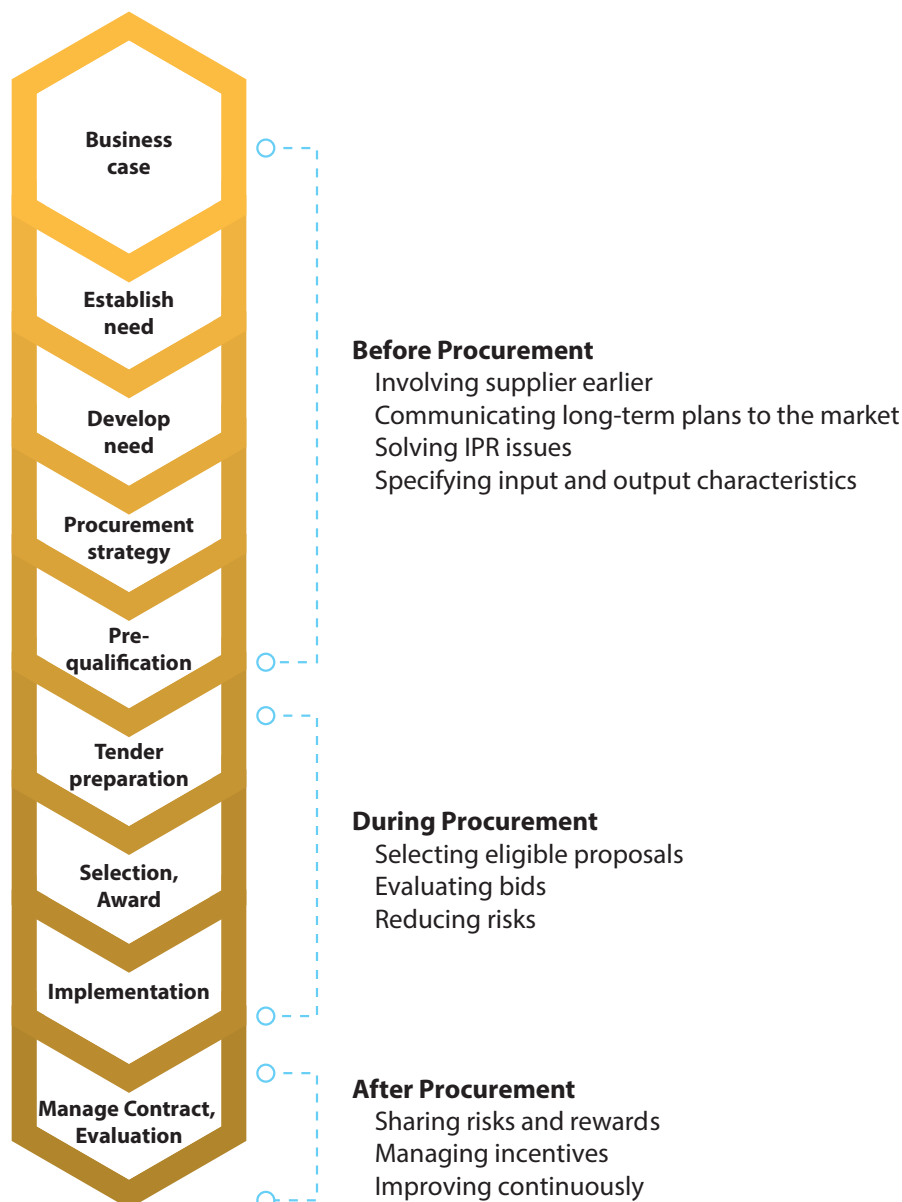 Business
case
Establish
need
Develop
need
Procurement
strategy
Pre-
qualification
Tender
preparation
Selection,
Award
Implementation
Manage Contract,
Evaluation
Before Procurement
Involving supplier earlier
Communicating long-term plans to the market
Solving IPR issues
Specifying input and output characteristics
During Procurement
Selecting eligible proposals
Evaluating bids
Reducing risks
After Procurement
Sharing risks and rewards
Managing incentives
Improving continuously